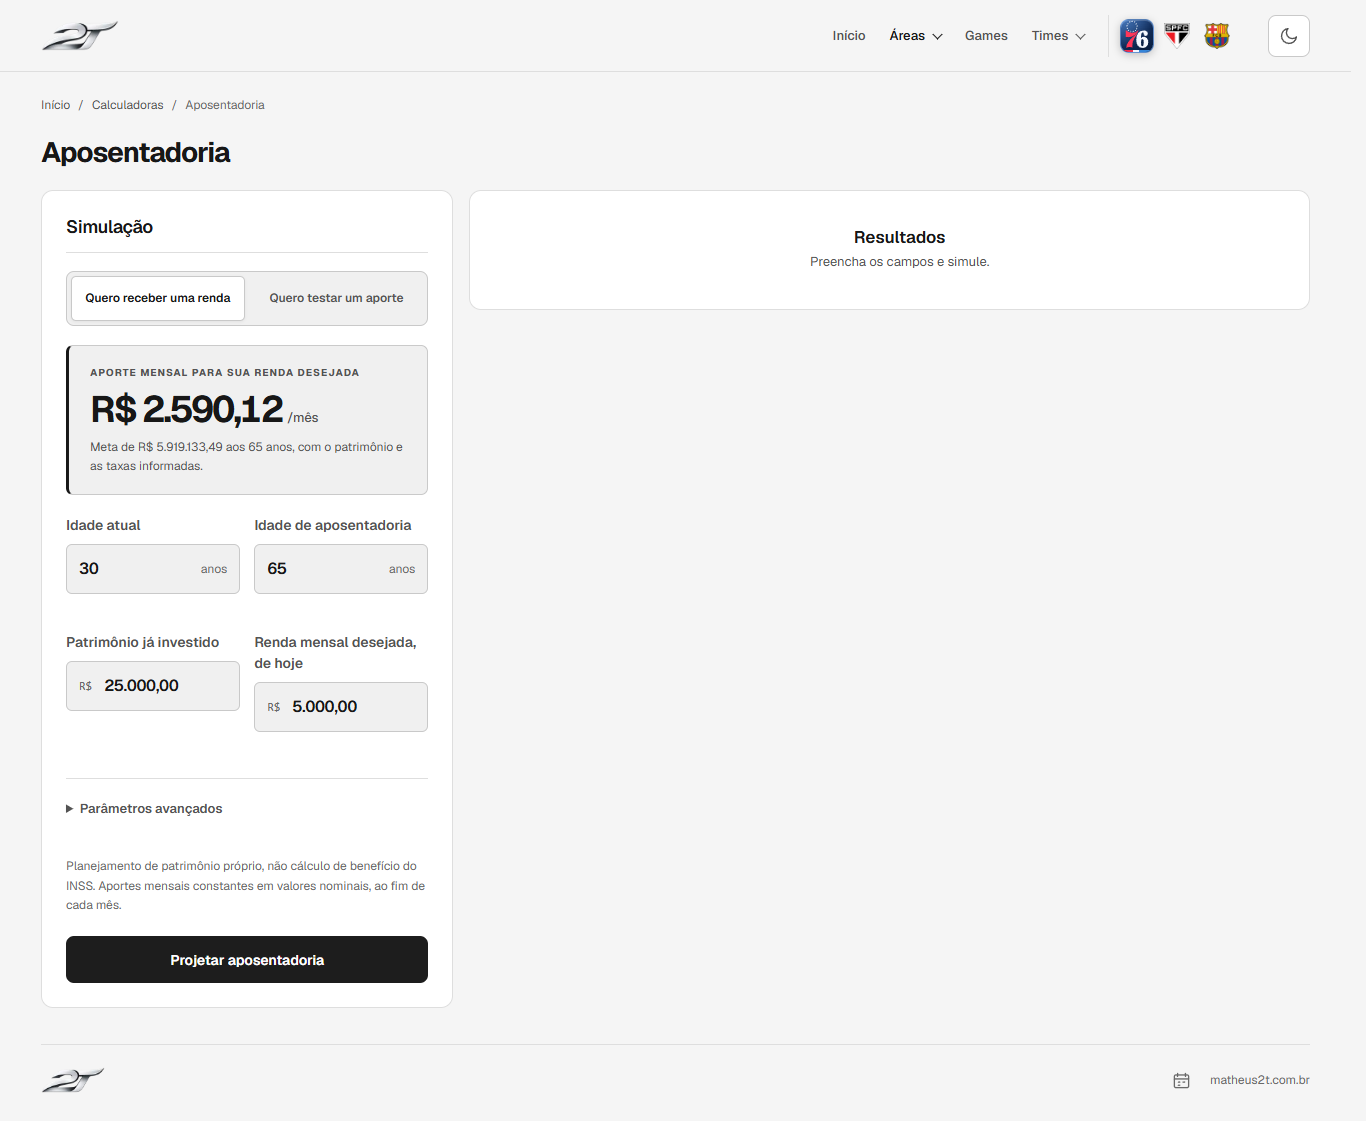 2T
Início
Áreas
Games
Times
76
SPFC
Início / Calculadoras / Aposentadoria
Aposentadoria
Simulação
Quero receber uma renda
Quero testar um aporte
APORTE MENSAL PARA SUA RENDA DESEJADA
R$ 2.590,12 /mês
Meta de R$ 5.919.133,49 aos 65 anos, com o patrimônio e
as taxas informadas.
Idade atual
30 anos
Idade de aposentadoria
65 anos
Patrimônio já investido
R$ 25.000,00
Renda mensal desejada,
de hoje
R$ 5.000,00
Parâmetros avançados
Planejamento de patrimônio próprio, não cálculo de benefício do
INSS. Aportes mensais constantes em valores nominais, ao fim de
cada mês.
Projetar aposentadoria
Resultados
Preencha os campos e simule.
2T
matheus2t.com.br